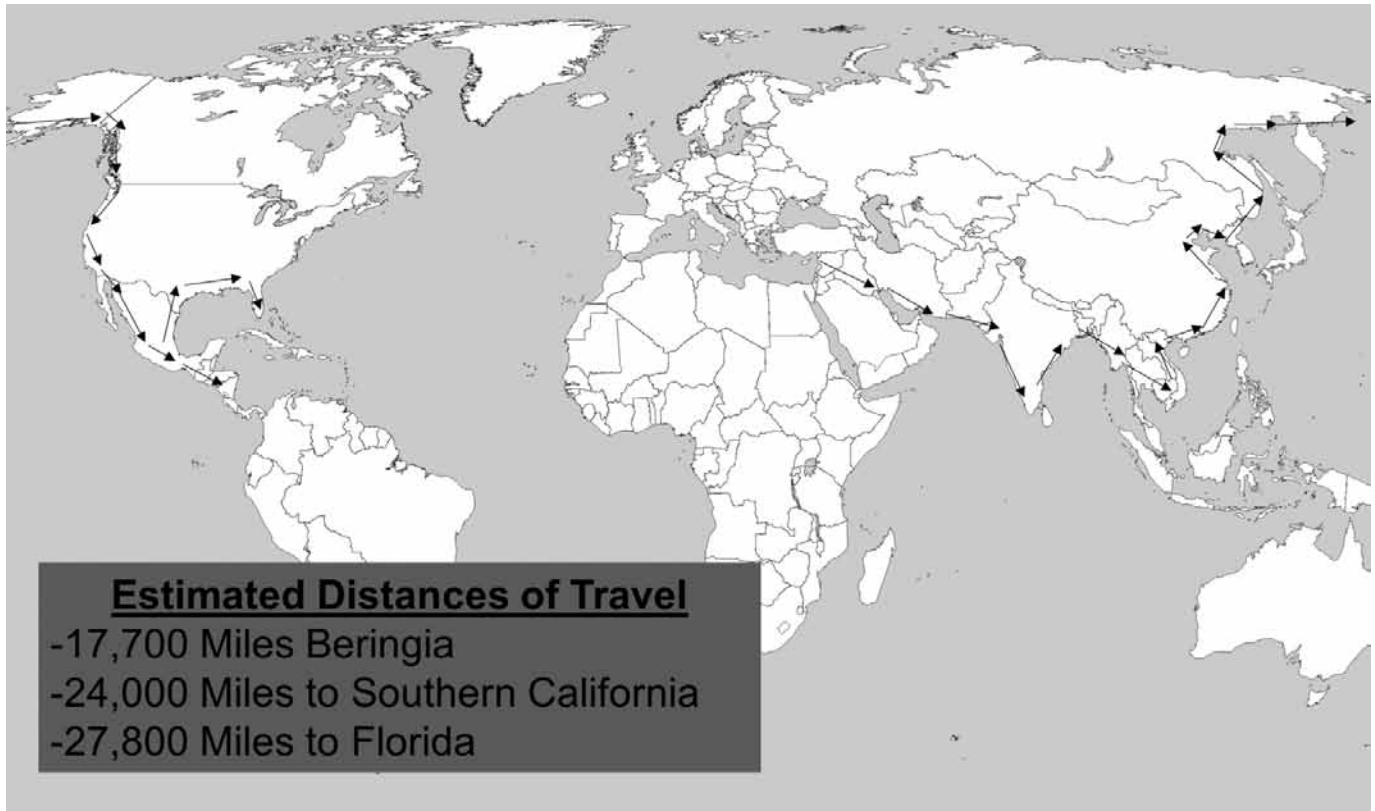 Estimated Distances of Travel
-17,700 Miles Beringia
-24,000 Miles to Southern California
-27,800 Miles to Florida